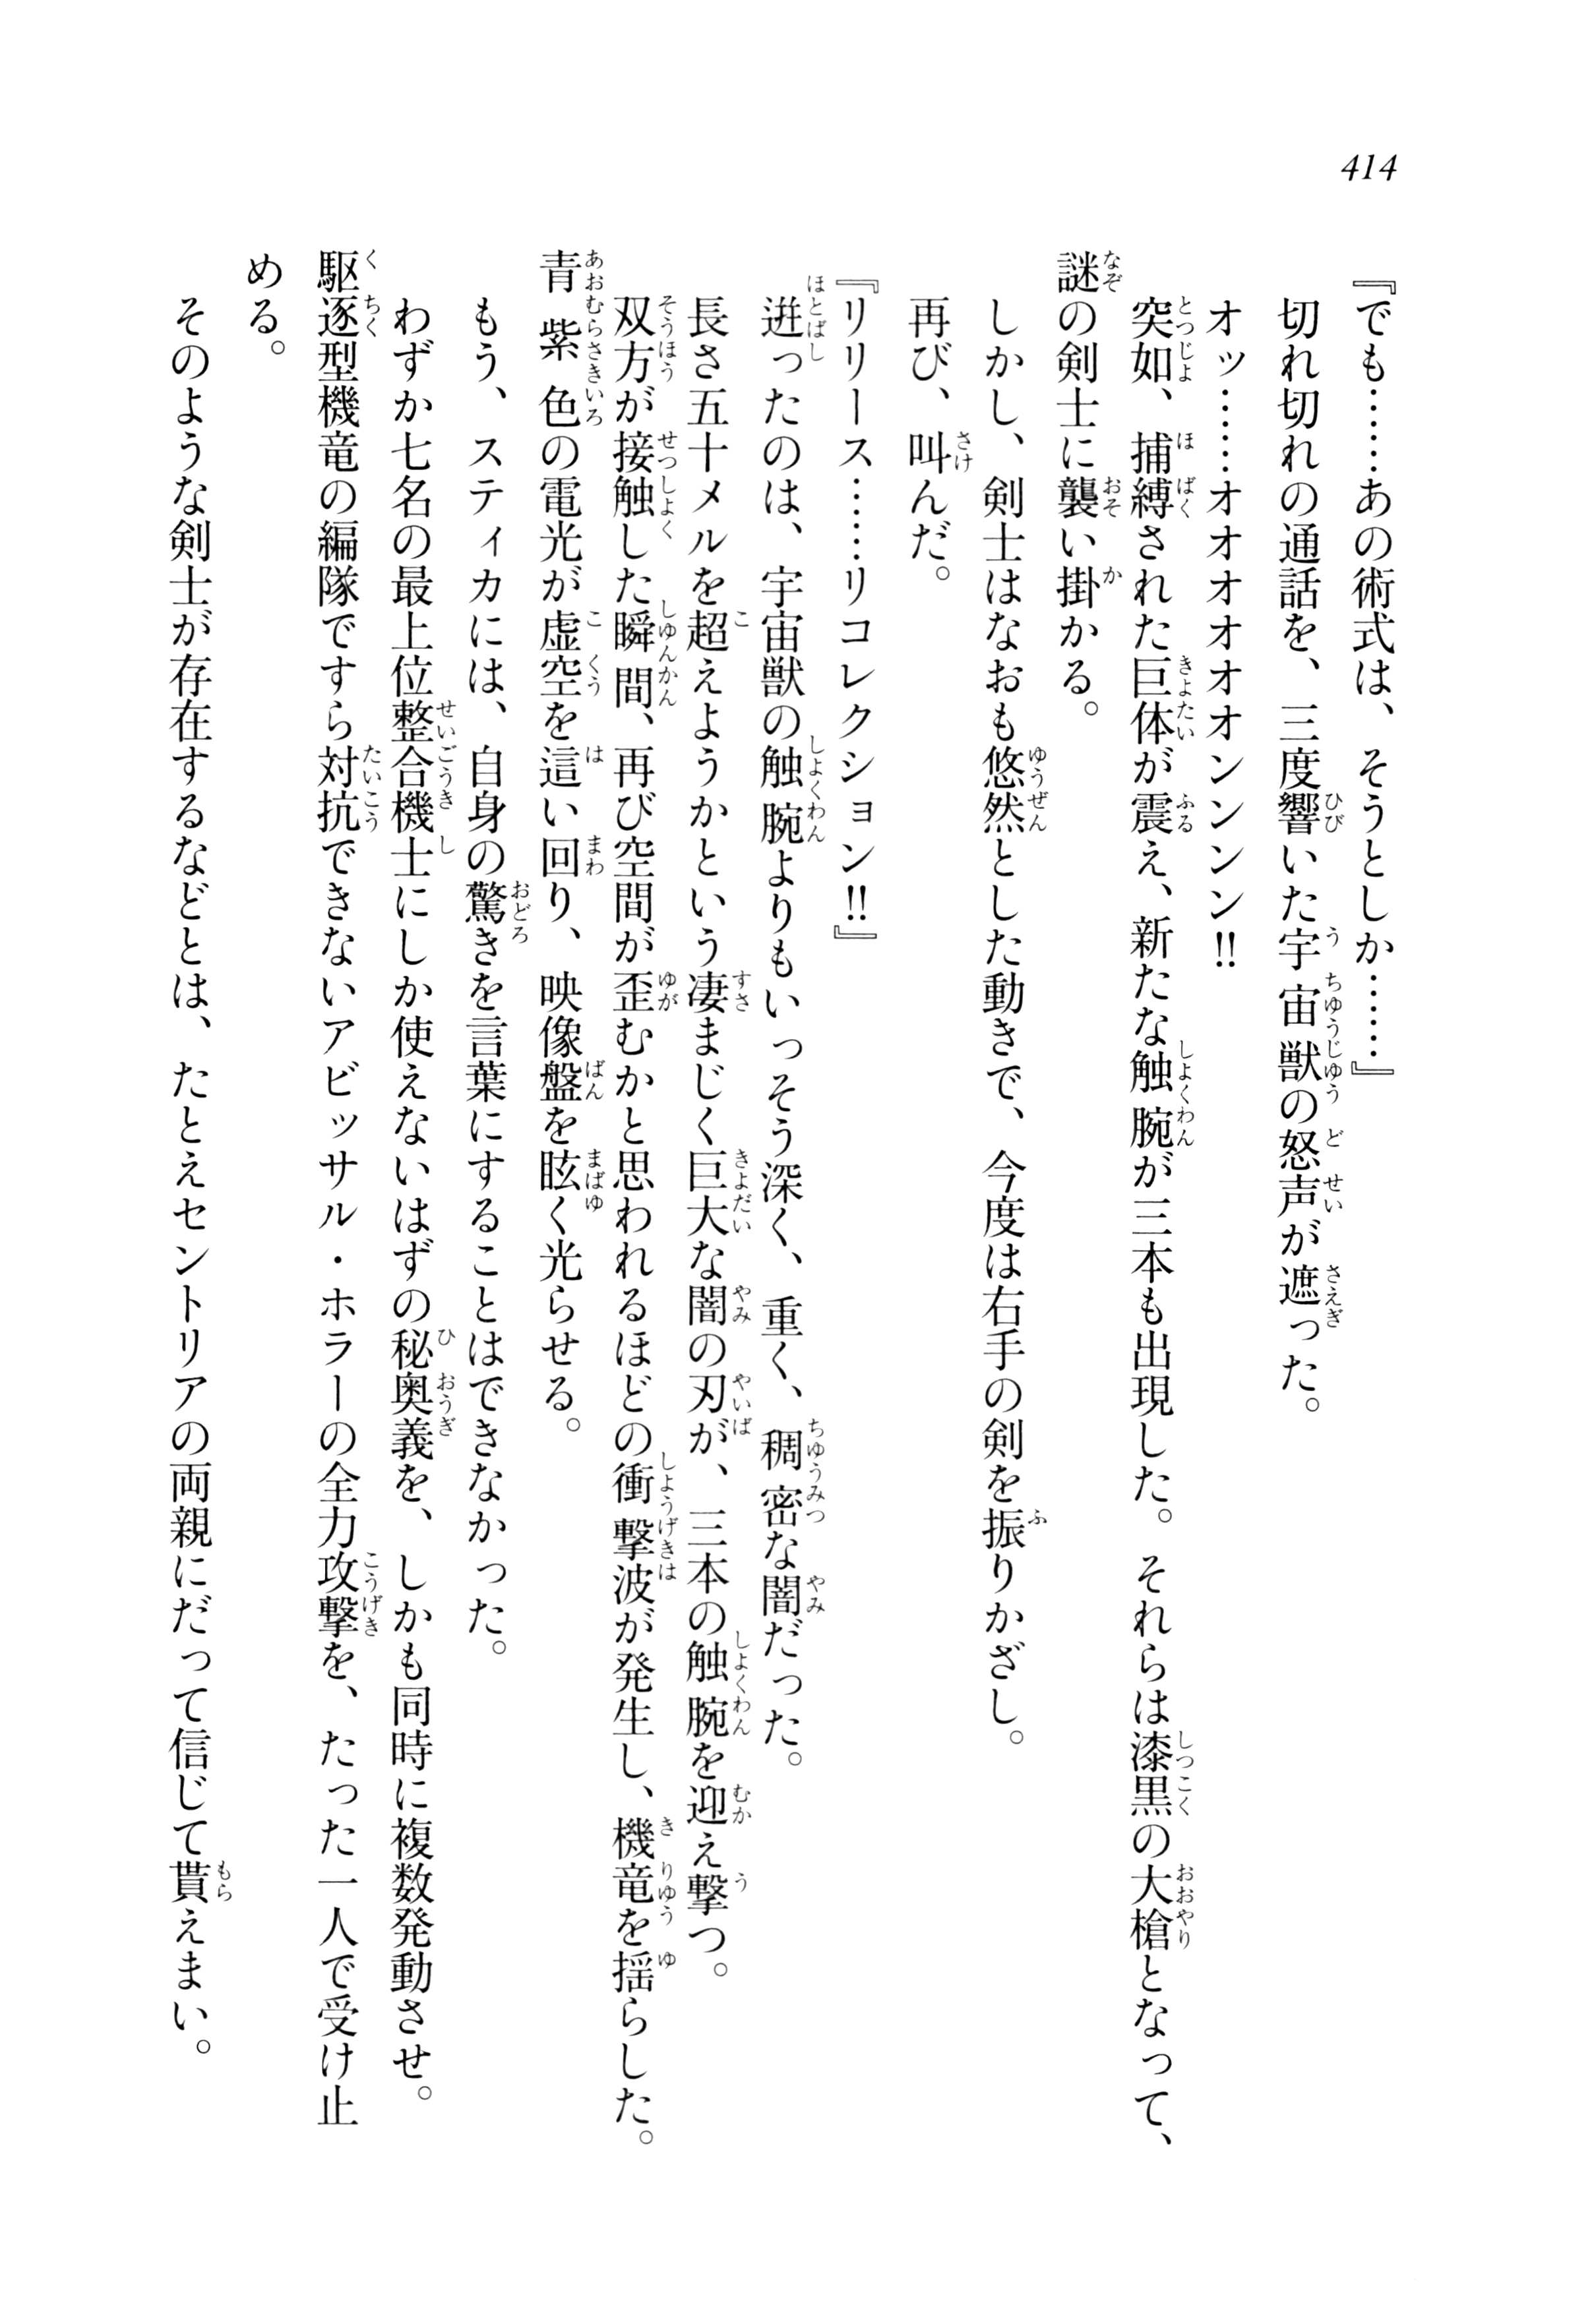 414
『でも……あの術式は、そうとしか……』
切れ切れの通話を、三度響いた宇宙獣の怒声が遮った。
オッ……オオオオオオンンンン!!
突如、捕縛された巨体が震え、新たな触腕が三本も出現した。それらは漆黒の大槍となって、
謎の剣士に襲い掛かる。
しかし、剣士はなおも悠然とした動きで、今度は右手の剣を振りかざし。
再び、叫んだ。
『リリース……リコレクション!!』
迸ったのは、宇宙獣の触腕よりもいっそう深く、重く、稠密な闇だった。
長さ五十メルを超えようかという凄まじく巨大な闇の刃が、三本の触腕を迎え撃つ。
双方が接触した瞬間、再び空間が歪むかと思われるほどの衝撃波が発生し、機竜を揺らした。
青紫色の電光が虚空を這い回り、映像盤を眩く光らせる。
もう、スティカには、自身の驚きを言葉にすることはできなかった。
わずか七名の最上位整合機士にしか使えないはずの秘奥義を、しかも同時に複数発動させ。
駆逐型機竜の編隊ですら対抗できないアビッサル・ホラーの全力攻撃を、たった一人で受け止
める。
そのような剣士が存在するなどとは、たとえセントリアの両親にだって信じて貰えまい。